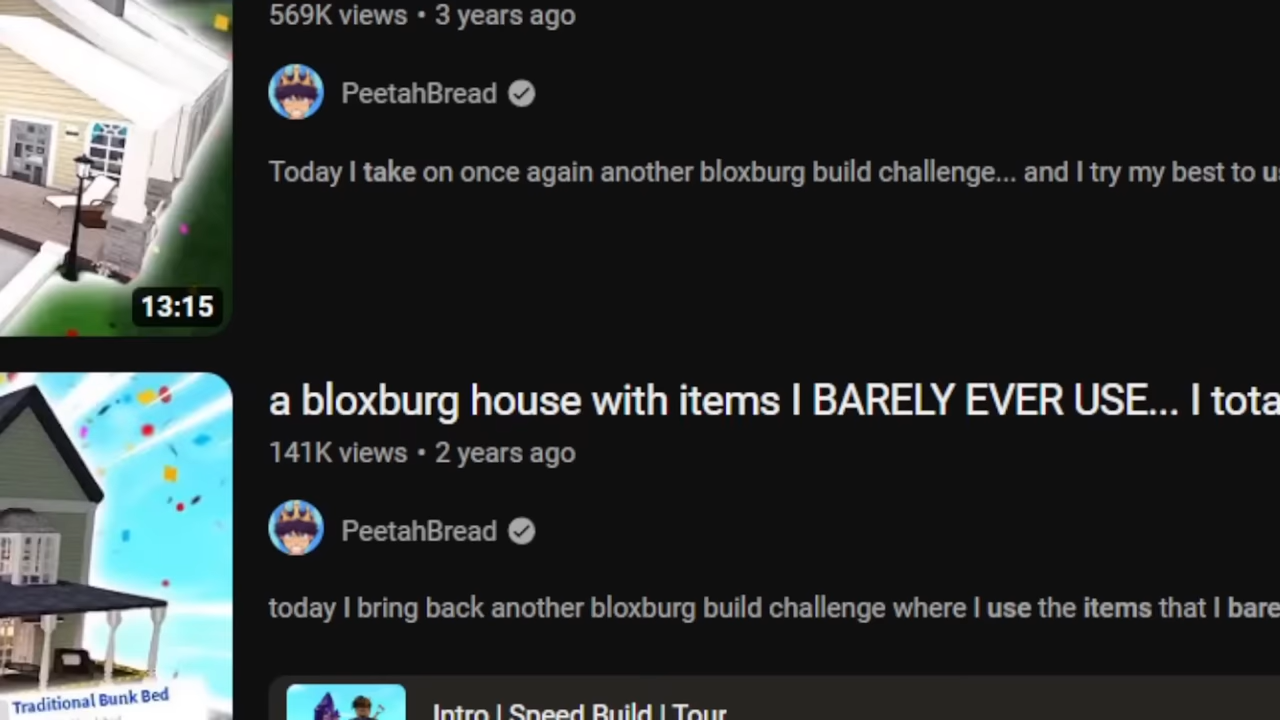 569K views • 3 years ago
PeetahBread
Today I take on once again another bloxburg build challenge... and I try my best to
13:15
a bloxburg house with items I BARELY EVER USE... I
141K views • 2 years ago
PeetahBread
today I bring back another bloxburg build challenge where I use the items that I
Traditional Bunk Bed
Intro | Speed Build | Tour